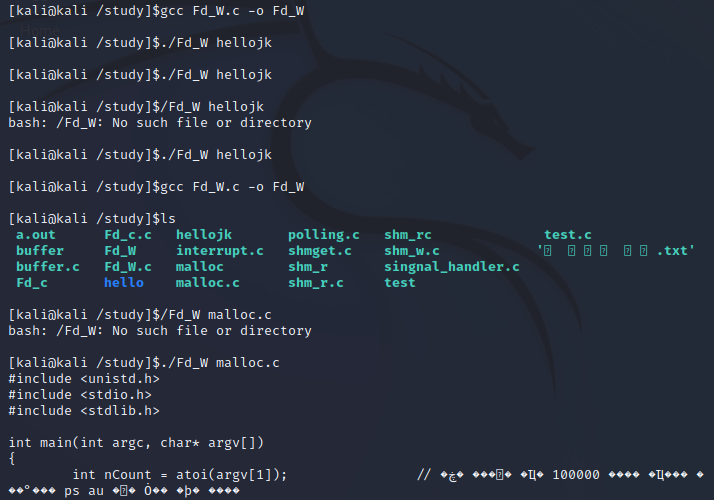 [kali@kali /study]$gcc Fd_W.c -o Fd_W
[kali@kali /study]$./Fd_W hellojk
[kali@kali /study]$./Fd_W hellojk
[kali@kali /study]$/Fd_W hellojk
bash: /Fd_W: No such file or directory
[kali@kali /study]$./Fd_W hellojk
[kali@kali /study]$gcc Fd_W.c -o Fd_W
[kali@kali /study]$ls
a.out Fd_c.c hellojk polling.c shm_rc test.c
buffer Fd_W interrupt.c shmget.c shm_w.c .txt'
buffer.c Fd_W.c malloc shm_r singnal_handler.c
Fd_c hello malloc.c shm_r.c test
[kali@kali /study]$/Fd_W malloc.c
bash: /Fd_W: No such file or directory
[kali@kali /study]$./Fd_W malloc.c
#include <unistd.h>
#include <stdio.h>
#include <stdlib.h>
int main(int argc, char* argv[])
{
int nCount = atoi(argv[1]); // 100000
ps au